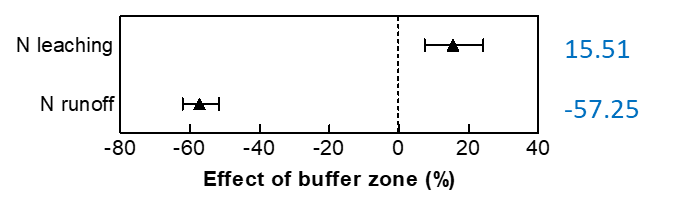 N leaching 15.51
N runoff -57.25
-80 -60 -40 -20 0 20 40
Effect of buffer zone (%)